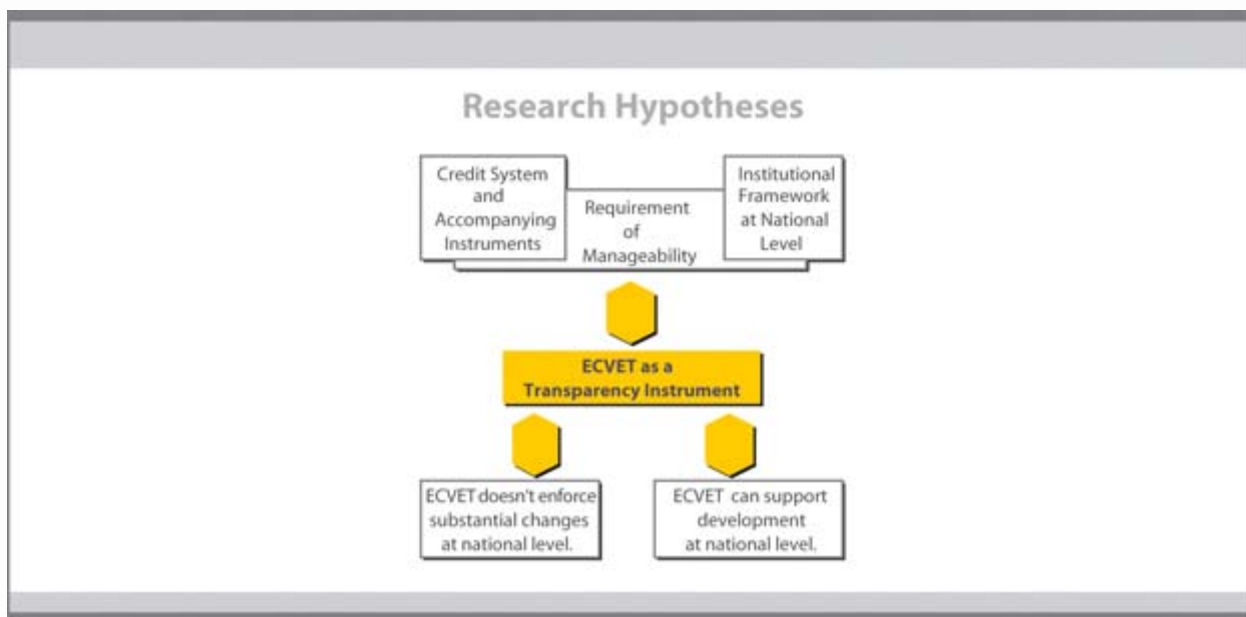 Research Hypotheses
Credit System
and
Accompanying
Instruments
Requirement
of
Manageability
Institutional
Framework
at National
Level
ECVET as a
Transparency Instrument
ECVET doesn't enforce
substantial changes
at national level.
ECVET can support
development
at national level.